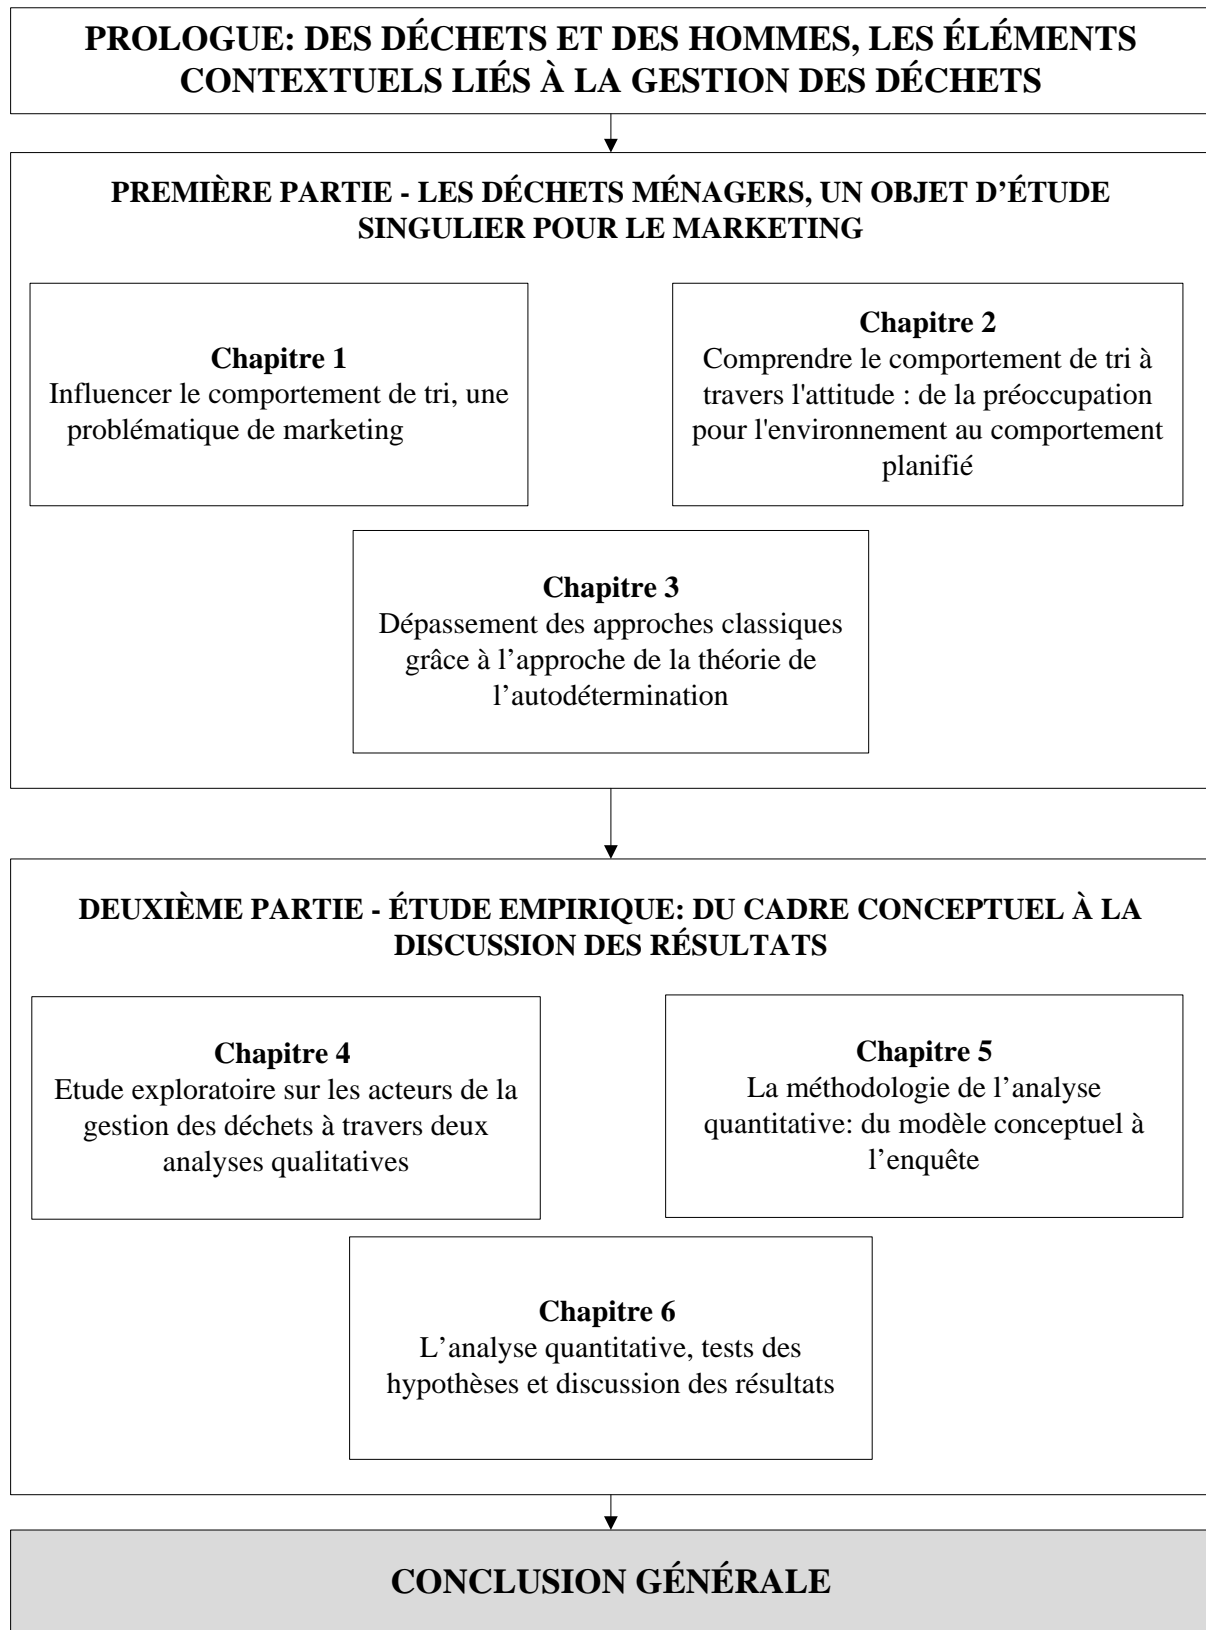 PROLOGUE: DES DÉCHETS ET DES HOMMES, LES ÉLÉMENTS
CONTEXTUELS LIÉS À LA GESTION DES DÉCHETS
PREMIÈRE PARTIE - LES DÉCHETS MÉNAGERS, UN OBJET D’ÉTUDE
SINGULIER POUR LE MARKETING
Chapitre 1
Influencer le comportement de tri, une
problématique de marketing
Chapitre 2
Comprendre le comportement de tri à
travers l'attitude : de la préoccupation
pour l'environnement au comportement
planifié
Chapitre 3
Dépassement des approches classiques
grâce à l’approche de la théorie de
l’autodétermination
DEUXIÈME PARTIE - ÉTUDE EMPIRIQUE: DU CADRE CONCEPTUEL À LA
DISCUSSION DES RÉSULTATS
Chapitre 4
Etude exploratoire sur les acteurs de la
gestion des déchets à travers deux
analyses qualitatives
Chapitre 5
La méthodologie de l’analyse
quantitative: du modèle conceptuel à
l’enquête
Chapitre 6
L’analyse quantitative, tests des
hypothèses et discussion des résultats
CONCLUSION GÉNÉRALE